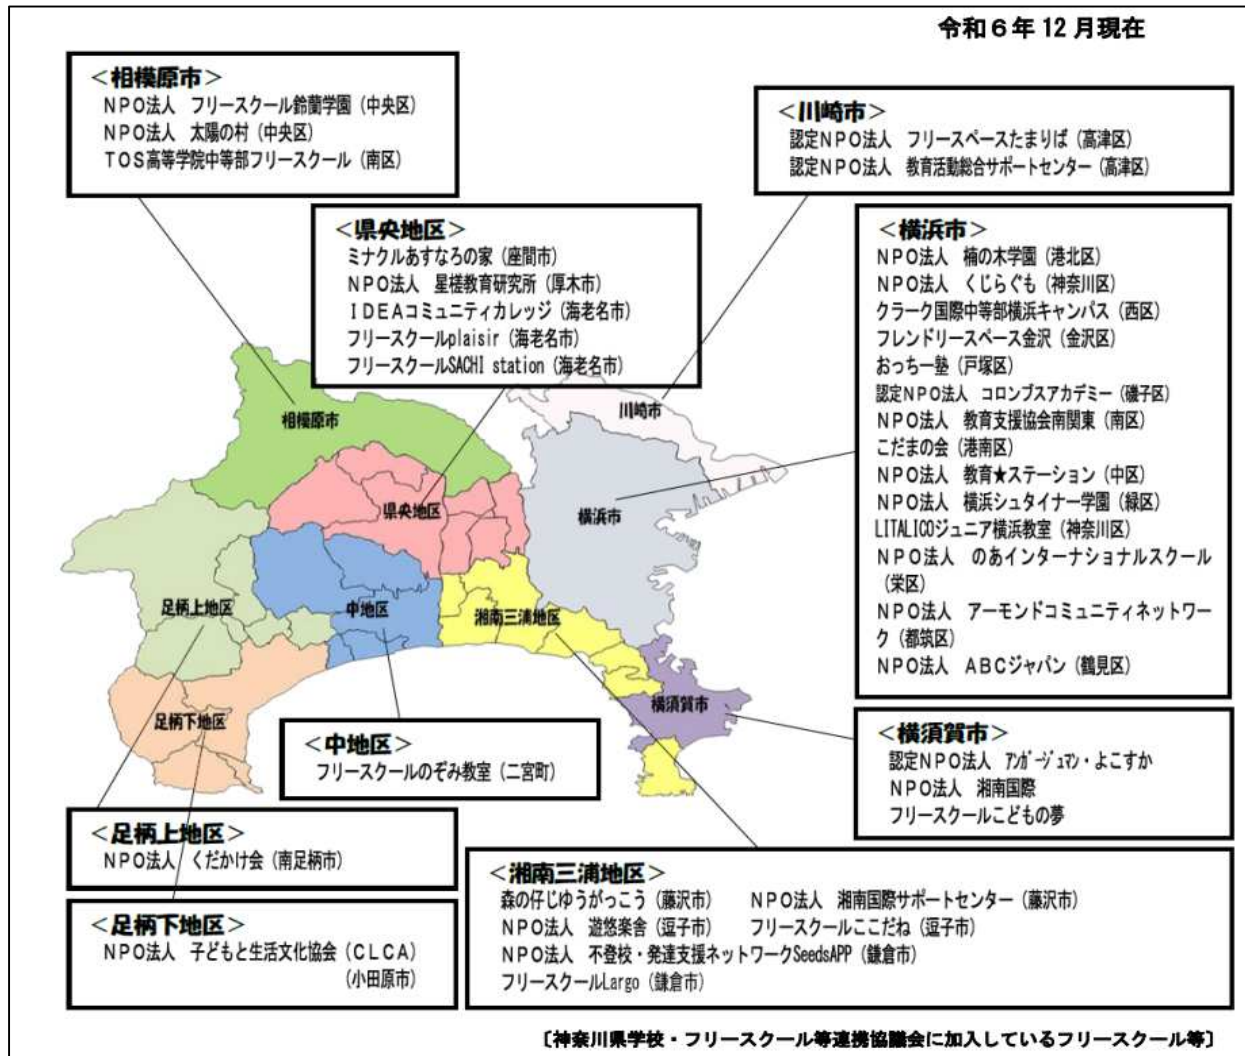 令和６年 12 月現在
＜相模原市＞
ＮＰＯ法人　フリースクール鈴蘭学園（中央区）
ＮＰＯ法人　太陽の村（中央区）
ＴＯＳ高等学院中等部フリースクール（南区）
＜川崎市＞
認定ＮＰＯ法人　フリースペースたまりば（高津区）
認定ＮＰＯ法人　教育活動総合サポートセンター（高津区）
＜県央地区＞
ミナクルあすなろの家（座間市）
ＮＰＯ法人　星槎教育研究所（厚木市）
ＩＤＥＡコミュニティカレッジ（海老名市）
フリースクールplaisir（海老名市）
フリースクールSACHI station（海老名市）
＜横浜市＞
ＮＰＯ法人　楠の木学園（港北区）
ＮＰＯ法人　くじらぐも（神奈川区）
クラーク国際中等部横浜キャンパス（西区）
フレンドリースペース金沢（金沢区）
おっちー塾（戸塚区）
認定ＮＰＯ法人　コロンブスアカデミー（磯子区）
ＮＰＯ法人　教育支援協会南関東（南区）
こだまの会（港南区）
ＮＰＯ法人　教育★ステーション（中区）
ＮＰＯ法人　横浜シュタイナー学園（緑区）
LITALICOジュニア横浜教室（神奈川区）
ＮＰＯ法人　のあインターナショナルスクール
（栄区）
ＮＰＯ法人　アーモンドコミュニティネットワー
ク（都筑区）
ＮＰＯ法人　ＡＢＣジャパン（鶴見区）
相模原市
川崎市
県央地区
横浜市
足柄上地区
中地区
湘南三浦地区
足柄下地区
横須賀市
＜中地区＞
フリースクールのぞみ教室（二宮町）
＜横須賀市＞
認定ＮＰＯ法人　ｱﾝｶﾞｰｼﾞｭﾏﾝ・よこすか
ＮＰＯ法人　湘南国際
フリースクールこどもの夢
＜足柄上地区＞
ＮＰＯ法人　くだかけ会（南足柄市）
＜足柄下地区＞
ＮＰＯ法人　子どもと生活文化協会（ＣＬＣＡ）
（小田原市）
＜湘南三浦地区＞
森の仔じゆうがっこう（藤沢市）　　ＮＰＯ法人　湘南国際サポートセンター（藤沢市）
ＮＰＯ法人　遊悠楽舎（逗子市）　　フリースクールここだね（逗子市）
ＮＰＯ法人　不登校・発達支援ネットワークSeedsAPP（鎌倉市）
フリースクールLargo（鎌倉市）
〔神奈川県学校・フリースクール等連携協議会に加入しているフリースクール等〕